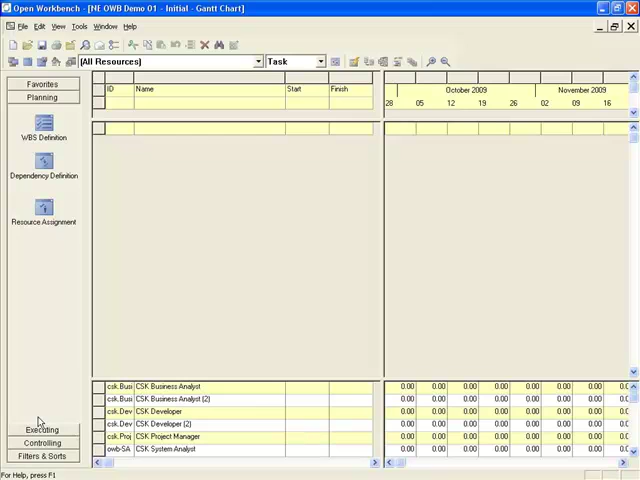 Open Workbench - [NE OWB Demo 01 - Initial - Gantt Chart]
File Edit View Tools Window Help
(All Resources) Task
Favorites
Planning
WBS Definition
Dependency Definition
Resource Assignment
Executing
Controlling
Filters & Sorts
ID Name Start Finish
October 2009 November 2009
28 05 12 19 26 02 09 16
csk.Busi CSK Business Analyst 0.00 0.00 0.00 0.00 0.00 0.00 0.00 0.0
csk.Busi CSK Business Analyst (2) 0.00 0.00 0.00 0.00 0.00 0.00 0.00 0.0
csk.Dev CSK Developer 0.00 0.00 0.00 0.00 0.00 0.00 0.00 0.0
csk.Dev CSK Developer (2) 0.00 0.00 0.00 0.00 0.00 0.00 0.00 0.0
csk.Proj CSK Project Manager 0.00 0.00 0.00 0.00 0.00 0.00 0.00 0.0
owb-SA CSK System Analyst 0.00 0.00 0.00 0.00 0.00 0.00 0.00 0.0
For Help, press F1